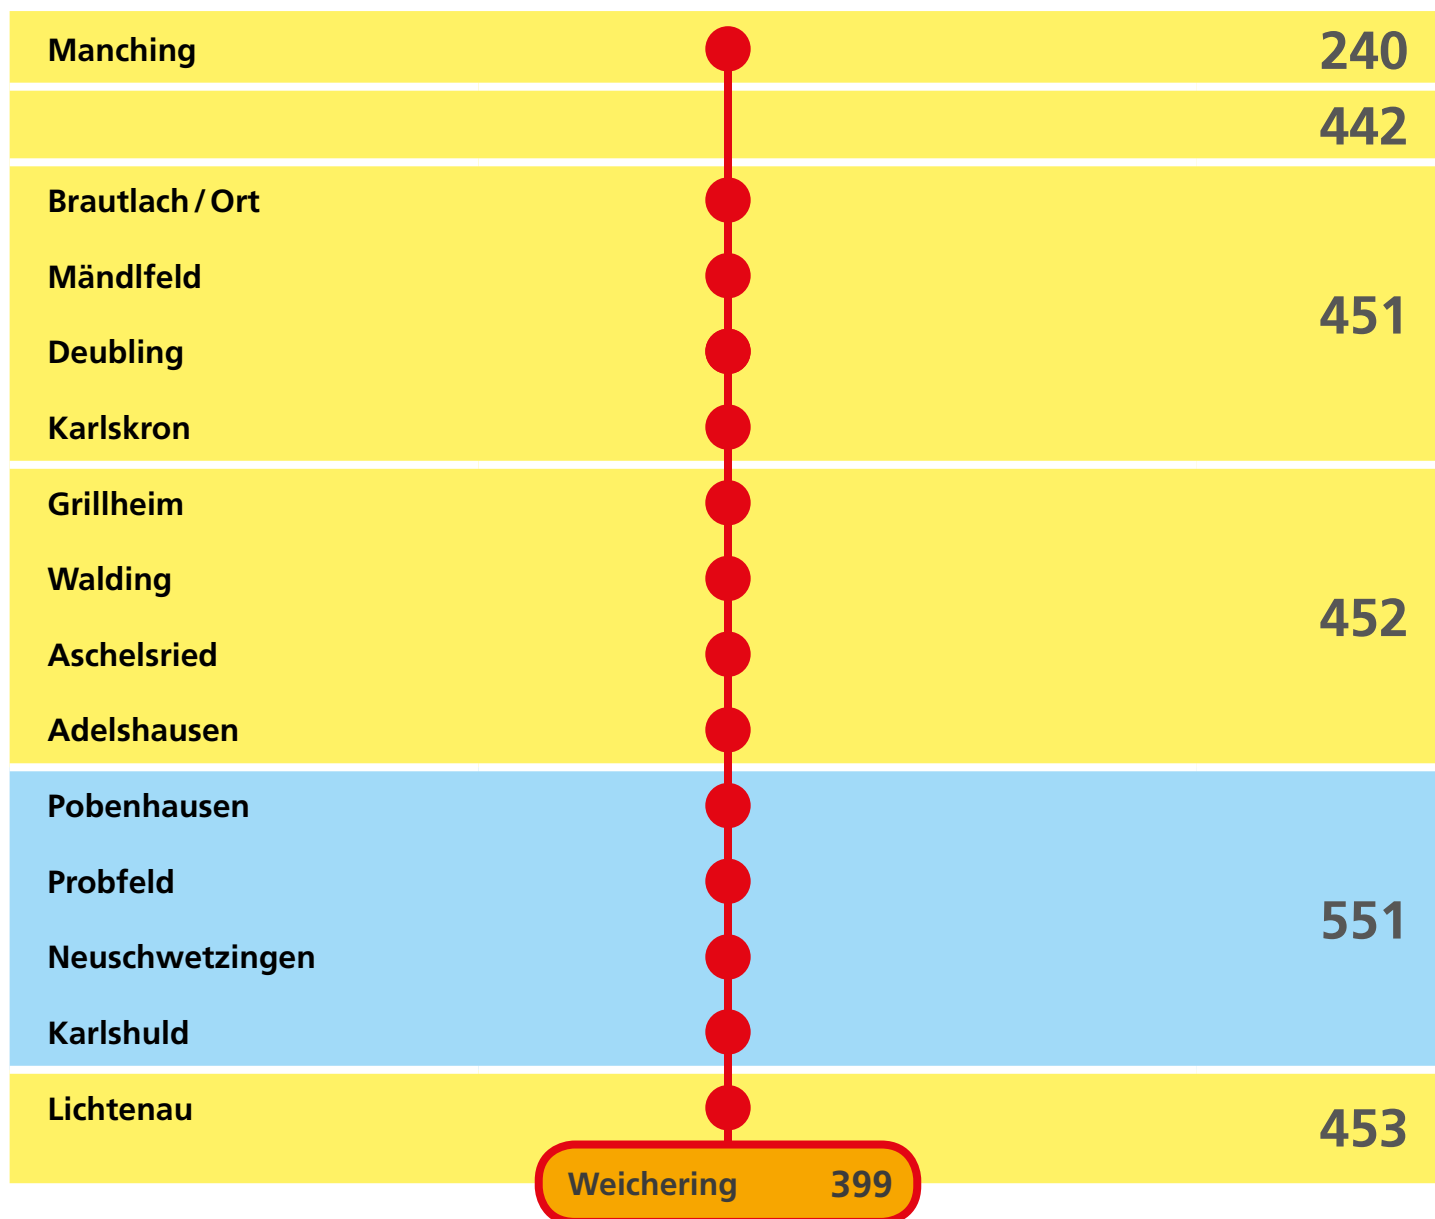 Manching 240
442
Brautlach / Ort
Mändlfeld
451
Deubling
Karlskron
Grillheim
Walding
452
Aschelsried
Adelshausen
Pobenhausen
Probfeld
551
Neuschwetzingen
Karlshuld
Lichtenau
453
Weichering 399